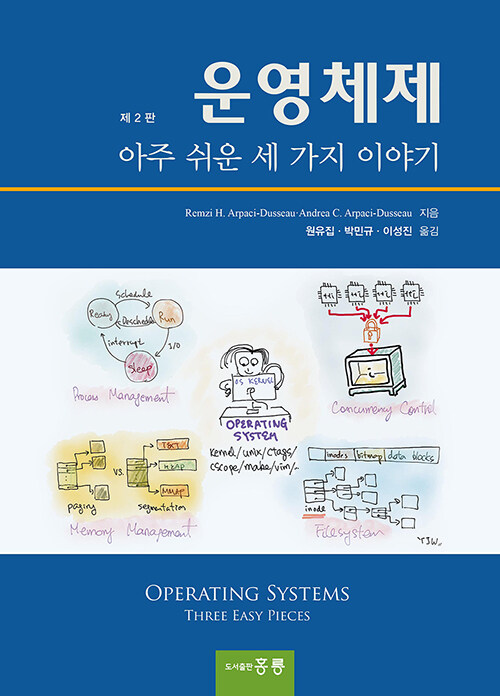 제 2 판
운영체제
아주 쉬운 세 가지 이야기
Remzi H. Arpaci-Dusseau·Andrea C. Arpaci-Dusseau 지음
원유집·박민규·이성진 옮김
Schedule
Ready
Deschedule
Run
interrupt
I/O
Sleep
Process Management
OS KERNEL
OPERATING
SYSTEM
kernel/unix/ctags/
cscope/make/vim/..
Concurrency Control
TEXT
VS.
HEAP
MMAP
paging
segmentation
Memory Management
inodes bitmap data blocks
inode
Filesystem
YJW..
OPERATING SYSTEMS
THREE EASY PIECES
도서출판 홍릉